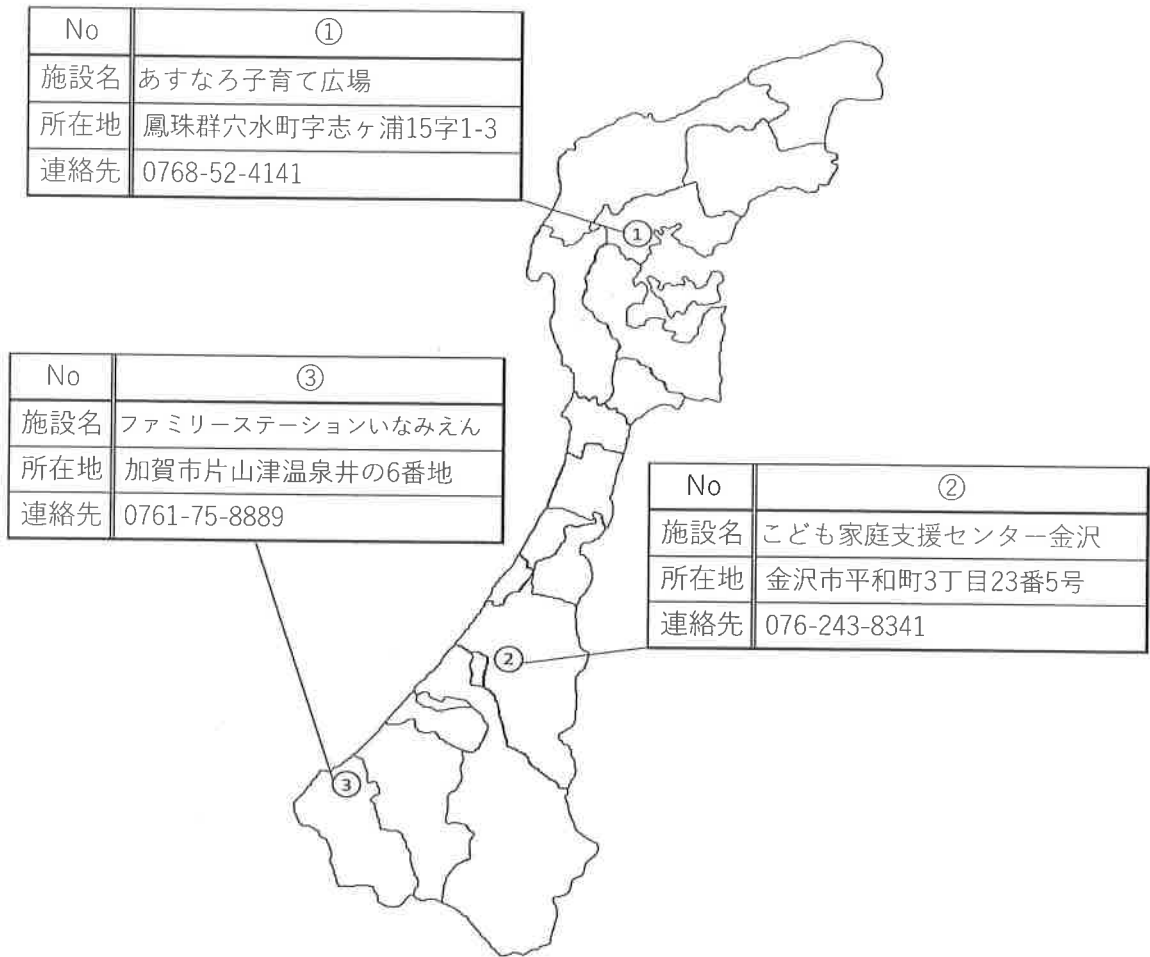 No ①
施設名 あすなろ子育て広場
所在地 鳳珠群穴水町字志ヶ浦15字1-3
連絡先 0768-52-4141
①
No ③
施設名 ファミリーステーションいなみえん
所在地 加賀市片山津温泉井の6番地
連絡先 0761-75-8889
No ②
施設名 こども家庭支援センター金沢
所在地 金沢市平和町3丁目23番5号
連絡先 076-243-8341
②
③